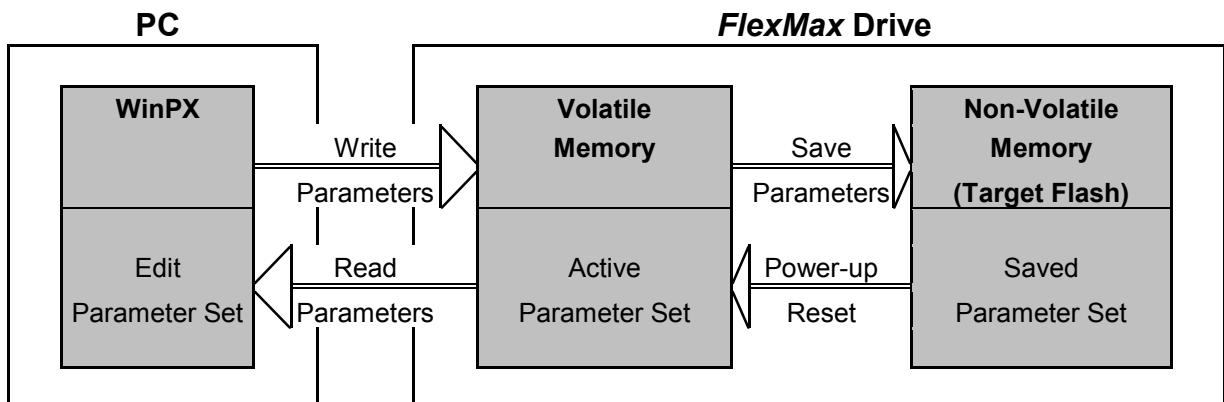 PC
FlexMax Drive
WinPX
Volatile
Memory
Non-Volatile
Memory
(Target Flash)
Write
Parameters
Save
Parameters
Edit
Parameter Set
Read
Parameters
Active
Parameter Set
Power-up
Reset
Saved
Parameter Set